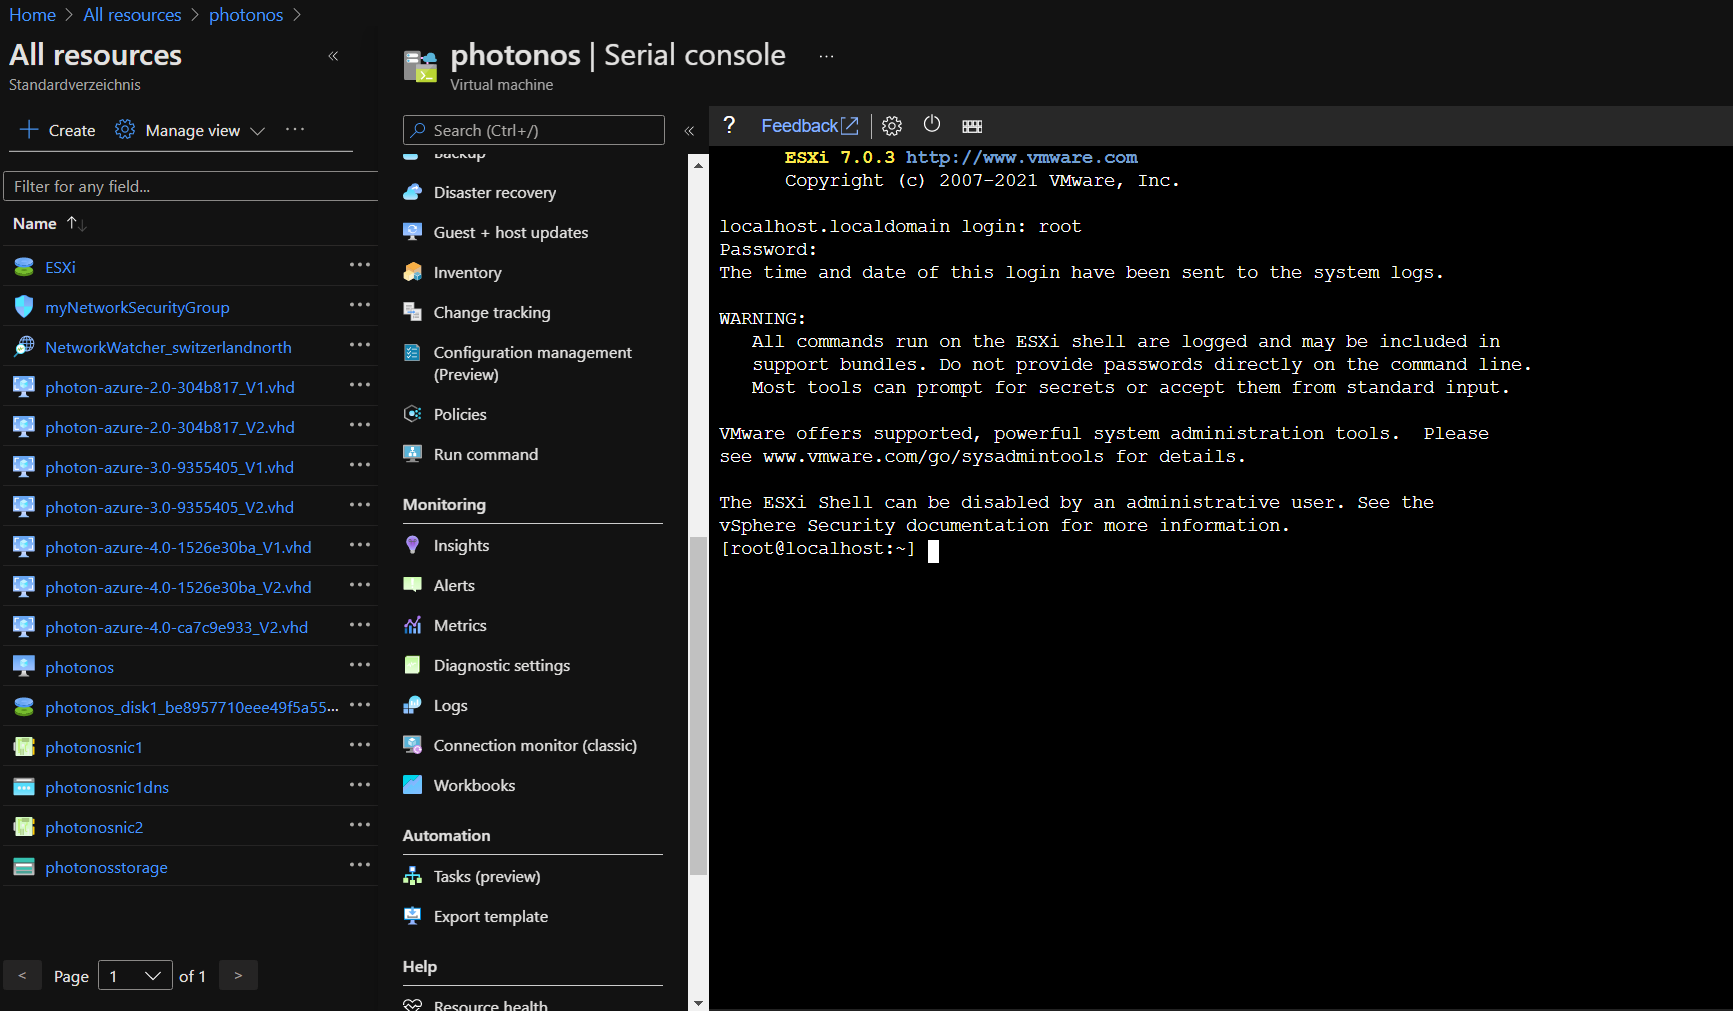 Home > All resources > photonos >
All resources
«
Standardverzeichnis
+ Create
Manage view
...
Filter for any field...
Name ↑↓
ESXi
myNetworkSecurityGroup
NetworkWatcher_switzerlandnorth
photon-azure-2.0-304b817_V1.vhd
photon-azure-2.0-304b817_V2.vhd
photon-azure-3.0-9355405_V1.vhd
photon-azure-3.0-9355405_V2.vhd
photon-azure-4.0-1526e30ba_V1.vhd
photon-azure-4.0-1526e30ba_V2.vhd
photon-azure-4.0-ca7c9e933_V2.vhd
photonos
photonos_disk1_be8957710eee49f5a55...
photonosnic1
photonosnic1dns
photonosnic2
photonosstorage
< Page 1 of 1 >
photonos | Serial console ...
Virtual machine
Search (Ctrl+/)
«
Backup
Disaster recovery
Guest + host updates
Inventory
Change tracking
Configuration management
(Preview)
Policies
Run command
Monitoring
Insights
Alerts
Metrics
Diagnostic settings
Logs
Connection monitor (classic)
Workbooks
Automation
Tasks (preview)
Export template
Help
Resource health
? Feedback
ESXi 7.0.3 http://www.vmware.com
Copyright (c) 2007-2021 VMware, Inc.
localhost.localdomain login: root
Password:
The time and date of this login have been sent to the system logs.
WARNING:
All commands run on the ESXi shell are logged and may be included in
support bundles. Do not provide passwords directly on the command line.
Most tools can prompt for secrets or accept them from standard input.
VMware offers supported, powerful system administration tools.  Please
see www.vmware.com/go/sysadmintools for details.
The ESXi Shell can be disabled by an administrative user. See the
vSphere Security documentation for more information.
[root@localhost:~]